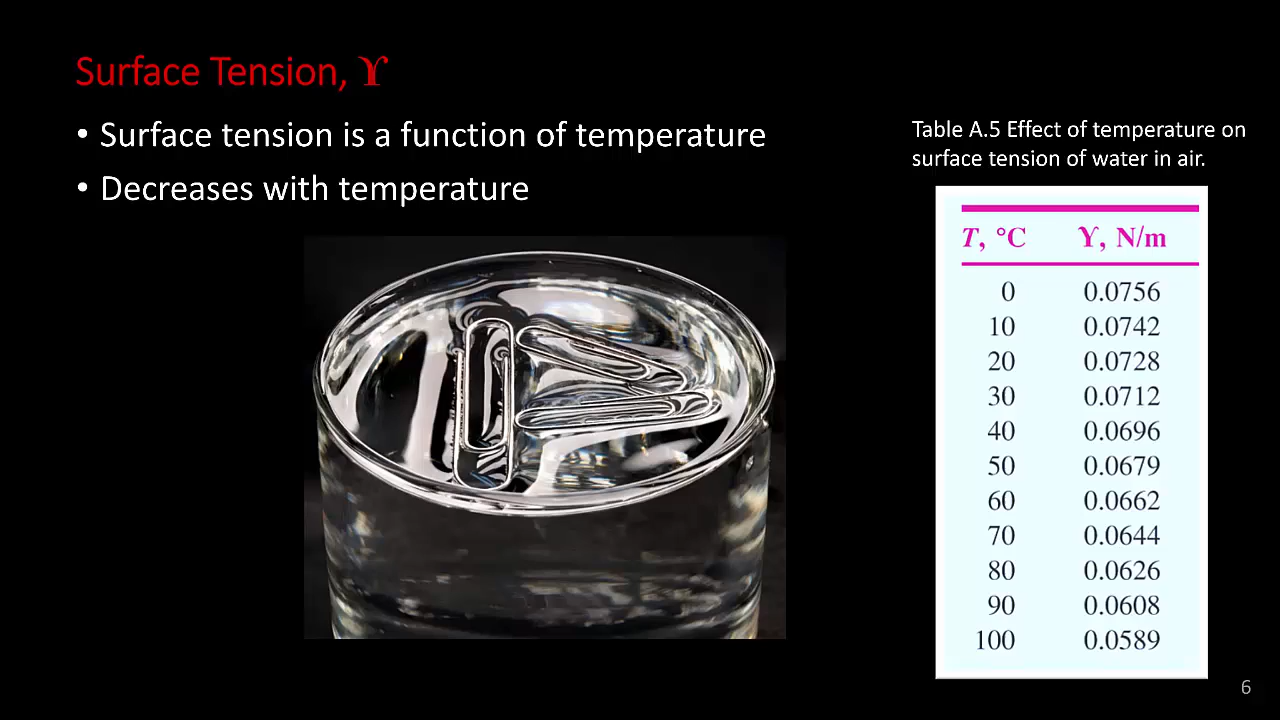 Surface Tension, ϒ
• Surface tension is a function of temperature
• Decreases with temperature
Table A.5 Effect of temperature on
surface tension of water in air.
T, °C ϒ, N/m
0 0.0756
10 0.0742
20 0.0728
30 0.0712
40 0.0696
50 0.0679
60 0.0662
70 0.0644
80 0.0626
90 0.0608
100 0.0589
6